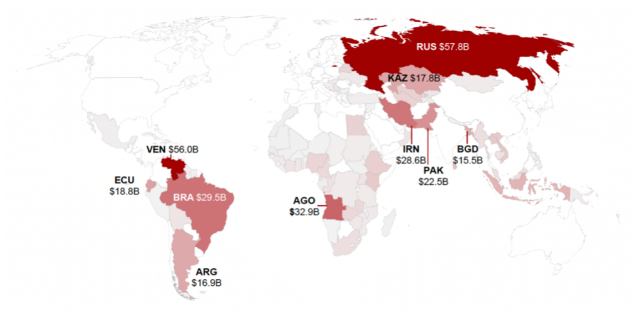 RUS $57.8B
KAZ $17.8B
VEN $56.0B
IRN
$28.6B
BGD
$15.5B
PAK
$22.5B
ECU
$18.8B
BRA $29.5B
AGO
$32.9B
ARG
$16.9B